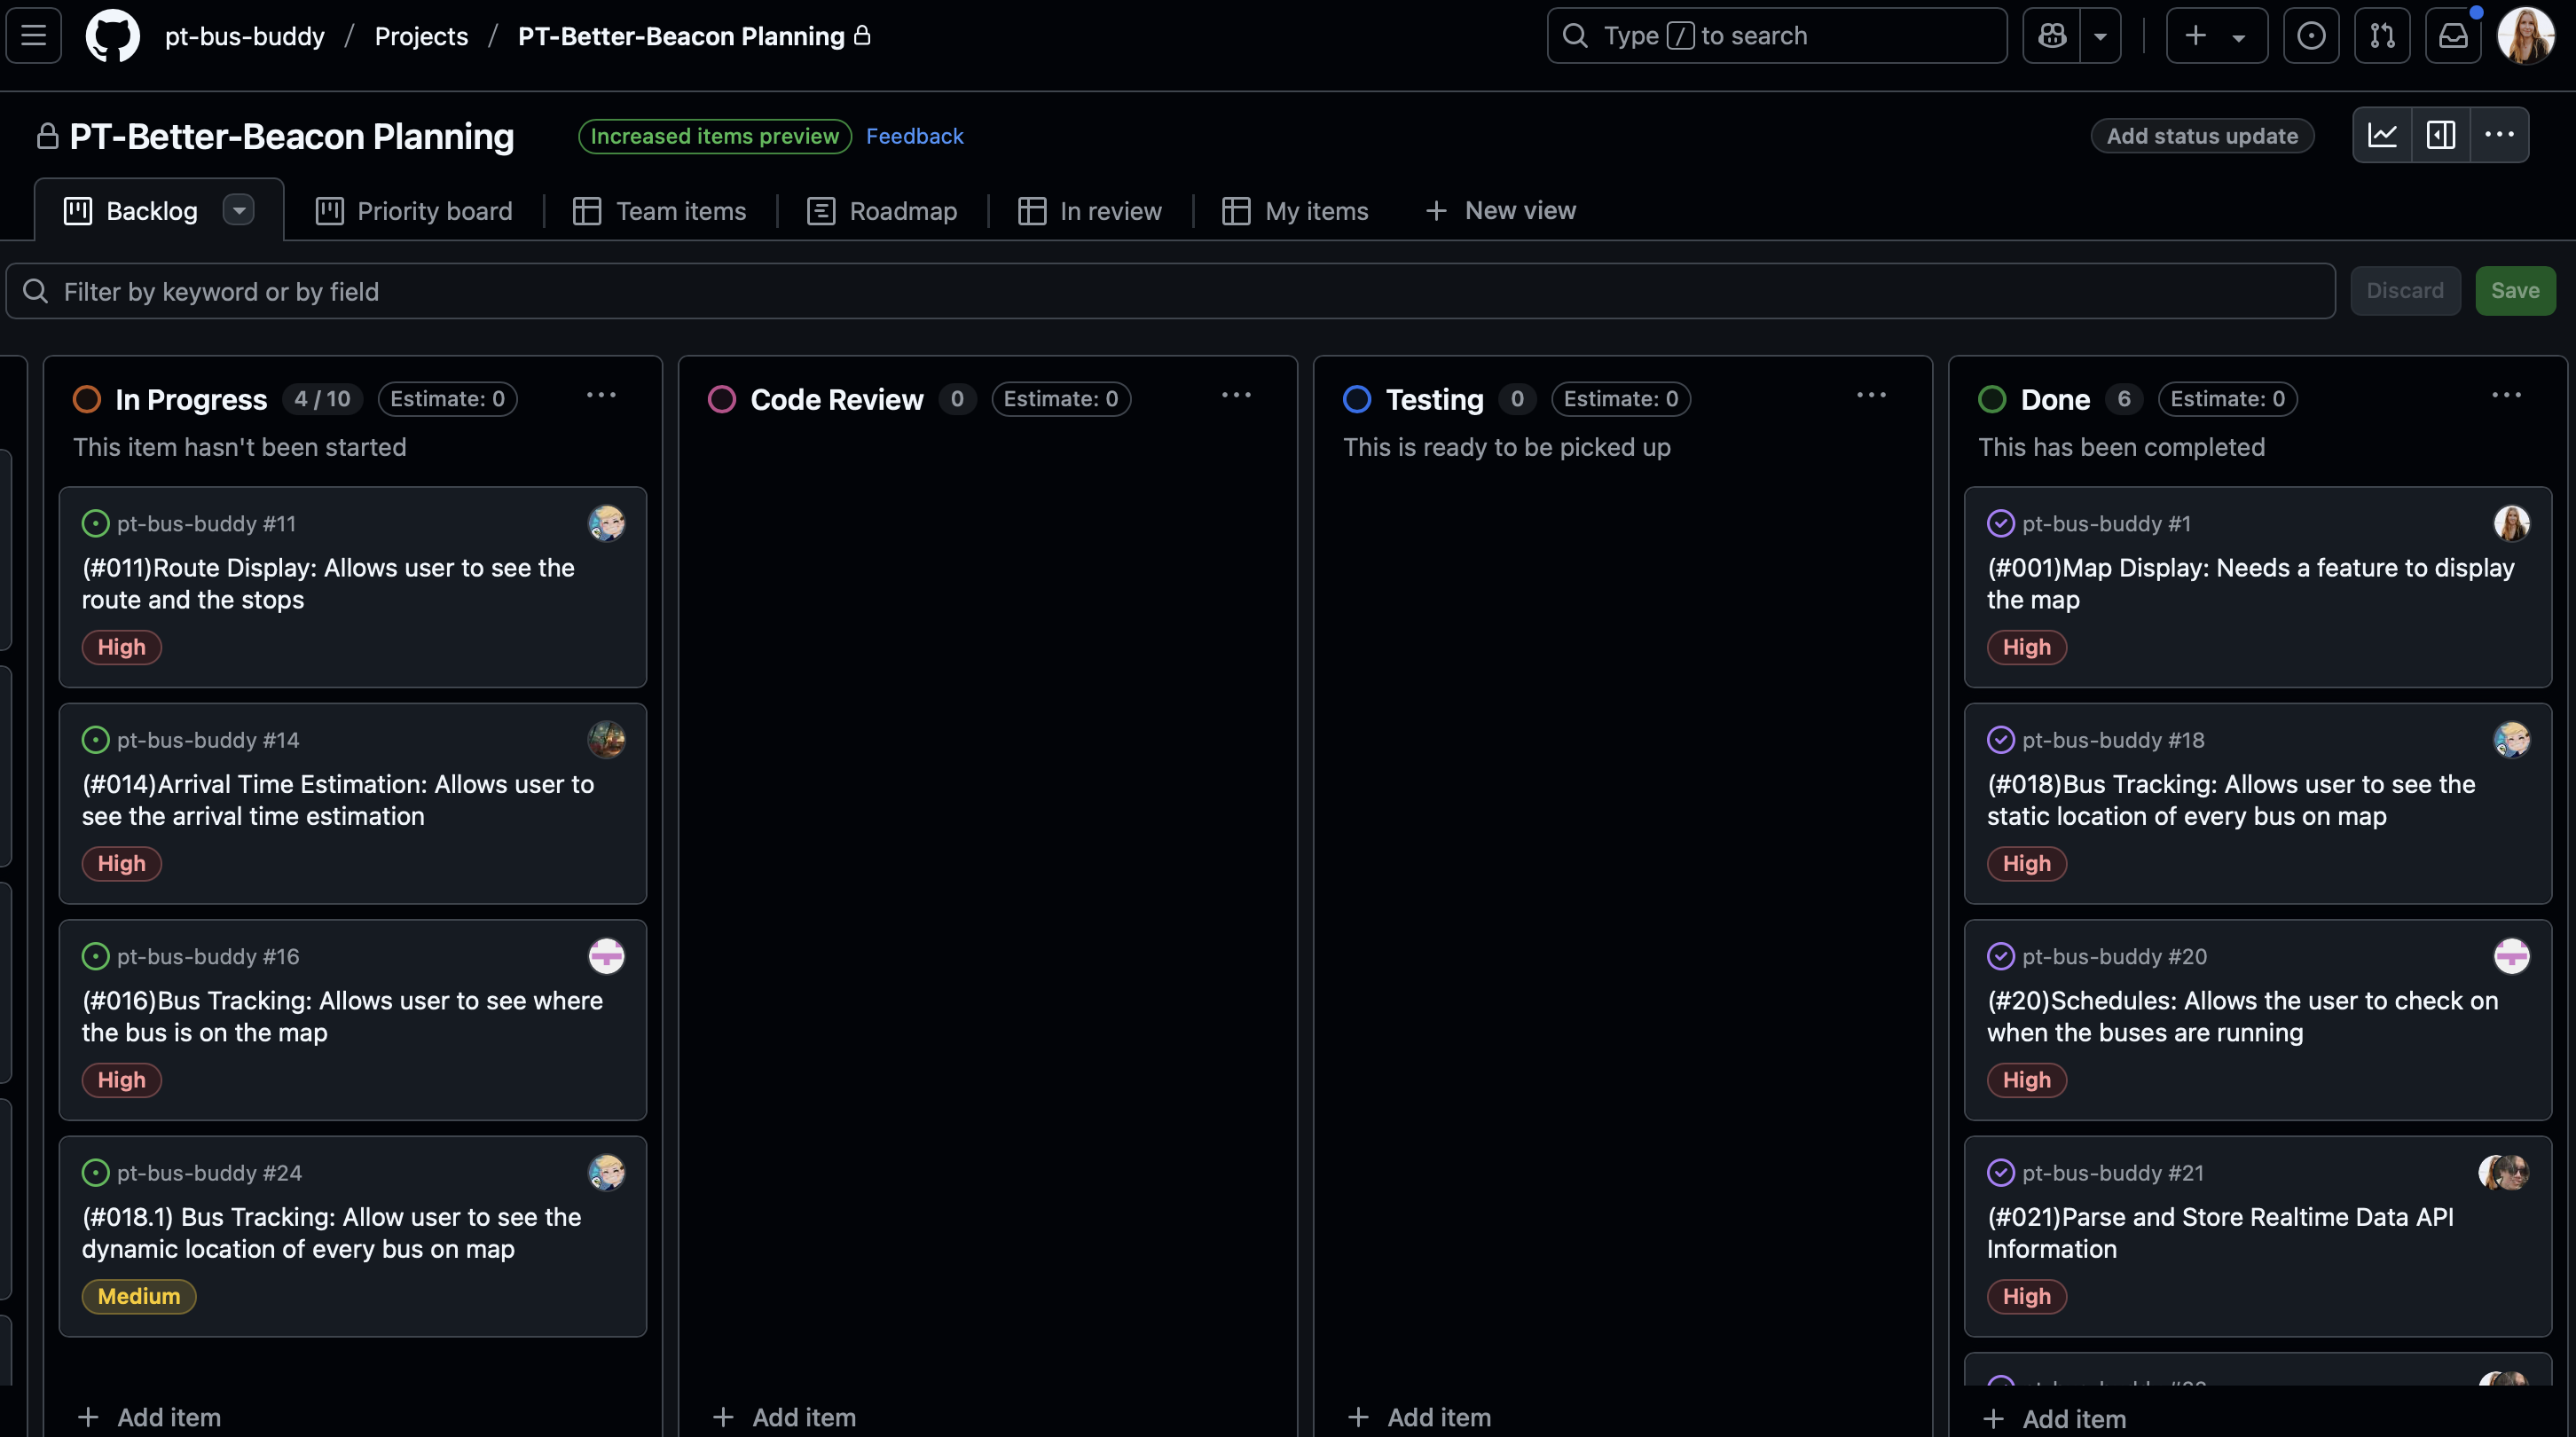 pt-bus-buddy / Projects / PT-Better-Beacon Planning
Type / to search
PT-Better-Beacon Planning
Increased items preview
Feedback
Add status update
Backlog
Priority board
Team items
Roadmap
In review
My items
+ New view
Filter by keyword or by field
Discard
Save
In Progress 4 / 10 Estimate: 0
This item hasn't been started
pt-bus-buddy #11
(#011)Route Display: Allows user to see the
route and the stops
High
pt-bus-buddy #14
(#014)Arrival Time Estimation: Allows user to
see the arrival time estimation
High
pt-bus-buddy #16
(#016)Bus Tracking: Allows user to see where
the bus is on the map
High
pt-bus-buddy #24
(#018.1) Bus Tracking: Allow user to see the
dynamic location of every bus on map
Medium
+ Add item
Code Review 0 Estimate: 0
+ Add item
Testing 0 Estimate: 0
This is ready to be picked up
+ Add item
Done 6 Estimate: 0
This has been completed
pt-bus-buddy #1
(#001)Map Display: Needs a feature to display
the map
High
pt-bus-buddy #18
(#018)Bus Tracking: Allows user to see the
static location of every bus on map
High
pt-bus-buddy #20
(#20)Schedules: Allows the user to check on
when the buses are running
High
pt-bus-buddy #21
(#021)Parse and Store Realtime Data API
Information
High
+ Add item